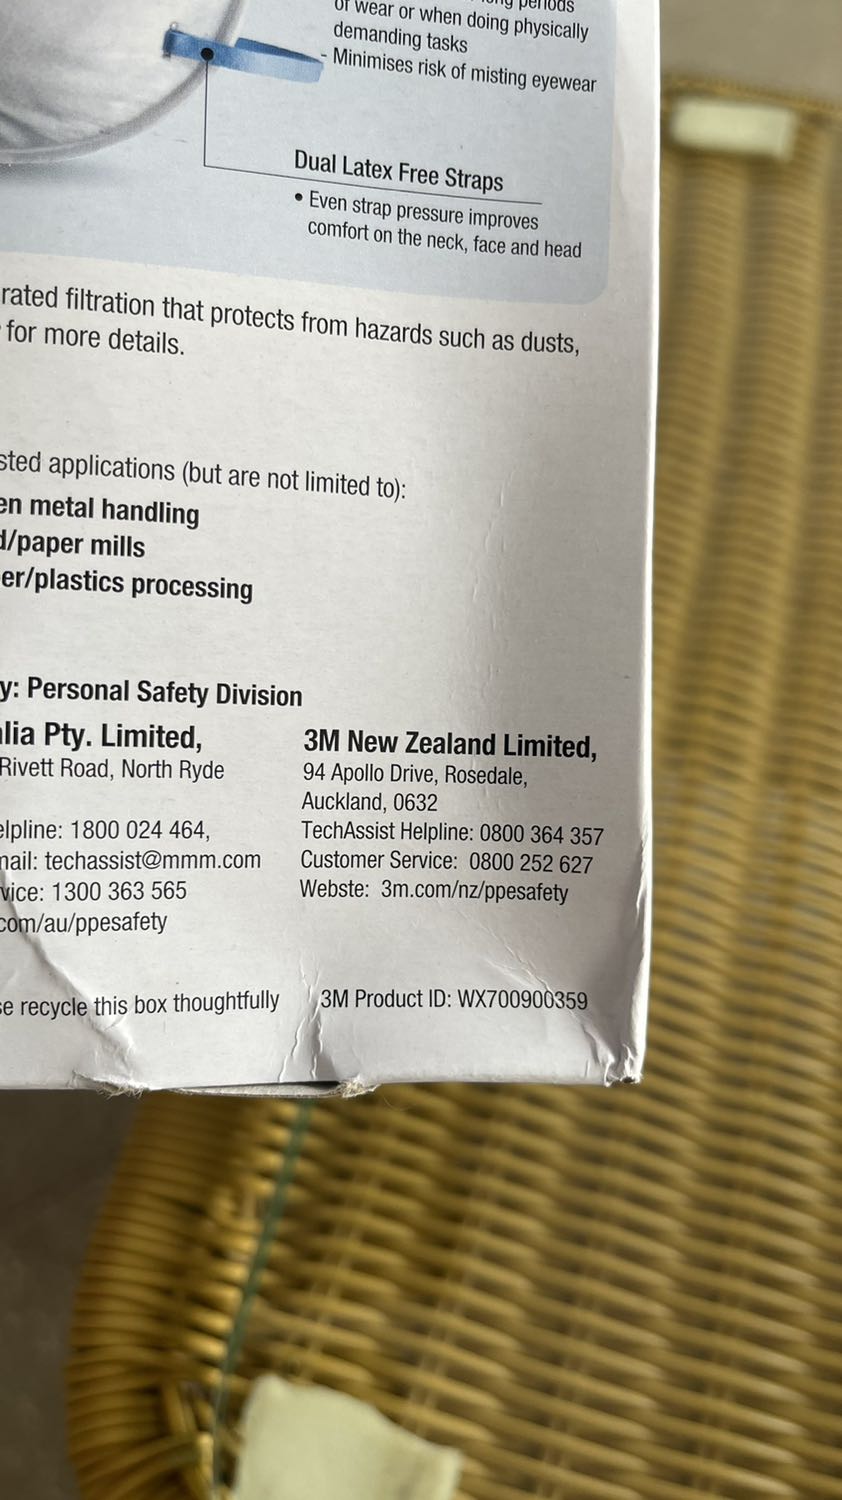 of wear or when doing physically
demanding tasks
- Minimises risk of misting eyewear
Dual Latex Free Straps
• Even strap pressure improves
comfort on the neck, face and head
rated filtration that protects from hazards such as dusts,
for more details.
sted applications (but are not limited to):
en metal handling
d/paper mills
er/plastics processing
y: Personal Safety Division
lia Pty. Limited,
Rivett Road, North Ryde
elpline: 1800 024 464,
mail: techassist@mmm.com
vice: 1300 363 565
com/au/ppesafety
3M New Zealand Limited,
94 Apollo Drive, Rosedale,
Auckland, 0632
TechAssist Helpline: 0800 364 357
Customer Service: 0800 252 627
Webste: 3m.com/nz/ppesafety
se recycle this box thoughtfully
3M Product ID: WX700900359